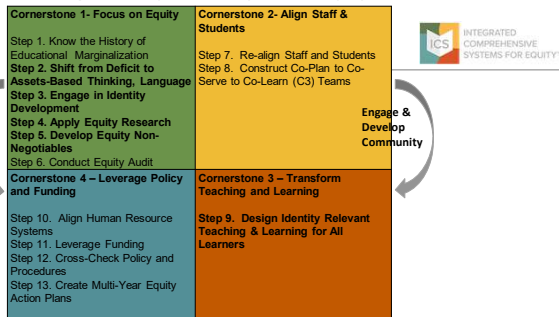 Cornerstone 1- Focus on Equity
Step 1. Know the History of
Educational Marginalization
Step 2. Shift from Deficit to
Assets-Based Thinking, Language
Step 3. Engage in Identity
Development
Step 4. Apply Equity Research
Step 5. Develop Equity Non-
Negotiables
Step 6. Conduct Equity Audit
Cornerstone 2- Align Staff &
Students
Step 7. Re-align Staff and Students
Step 8. Construct Co-Plan to Co-
Serve to Co-Learn (C3) Teams
ICS
INTEGRATED
COMPREHENSIVE
SYSTEMS FOR EQUITY
Engage &
Develop
Community
Cornerstone 4 – Leverage Policy
and Funding
Step 10. Align Human Resource
Systems
Step 11. Leverage Funding
Step 12. Cross-Check Policy and
Procedures
Step 13. Create Multi-Year Equity
Action Plans
Cornerstone 3 – Transform
Teaching and Learning
Step 9. Design Identity Relevant
Teaching & Learning for All
Learners